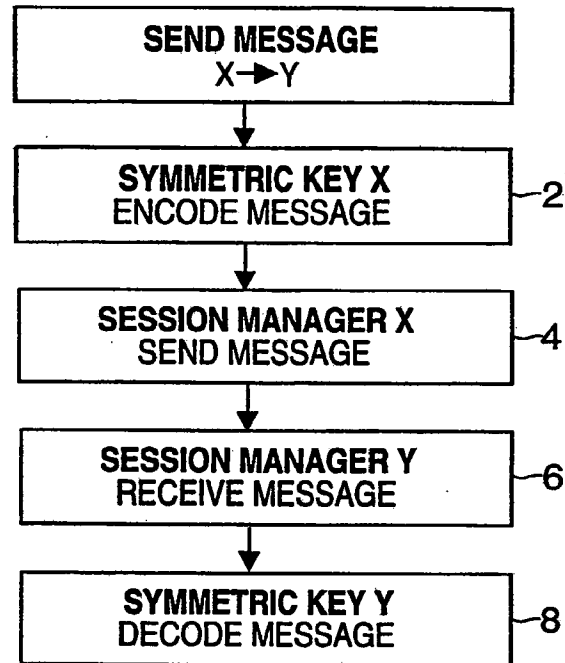 SEND MESSAGE
X→Y
SYMMETRIC KEY X
ENCODE MESSAGE
2
SESSION MANAGER X
SEND MESSAGE
4
SESSION MANAGER Y
RECEIVE MESSAGE
6
SYMMETRIC KEY Y
DECODE MESSAGE
8